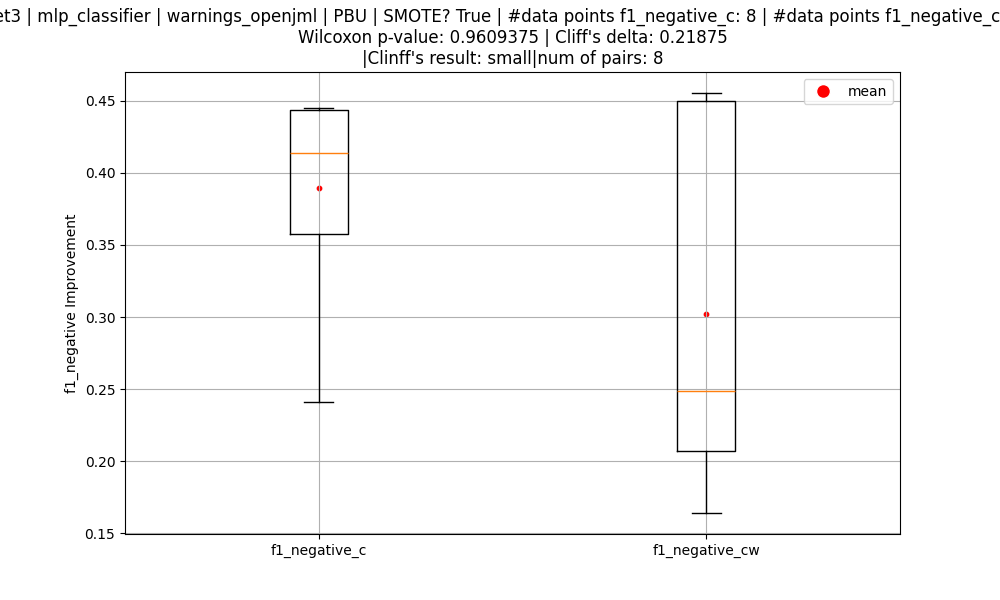 et3 | mlp_classifier | warnings_openjml | PBU | SMOTE? True | #data points f1_negative_c: 8 | #data points f1_negative_c
Wilcoxon p-value: 0.9609375 | Cliff's delta: 0.21875
|Clinff's result: small|num of pairs: 8
mean
0.45
0.40
0.35
0.30
0.25
0.20
0.15
f1_negative Improvement
f1_negative_c
f1_negative_cw